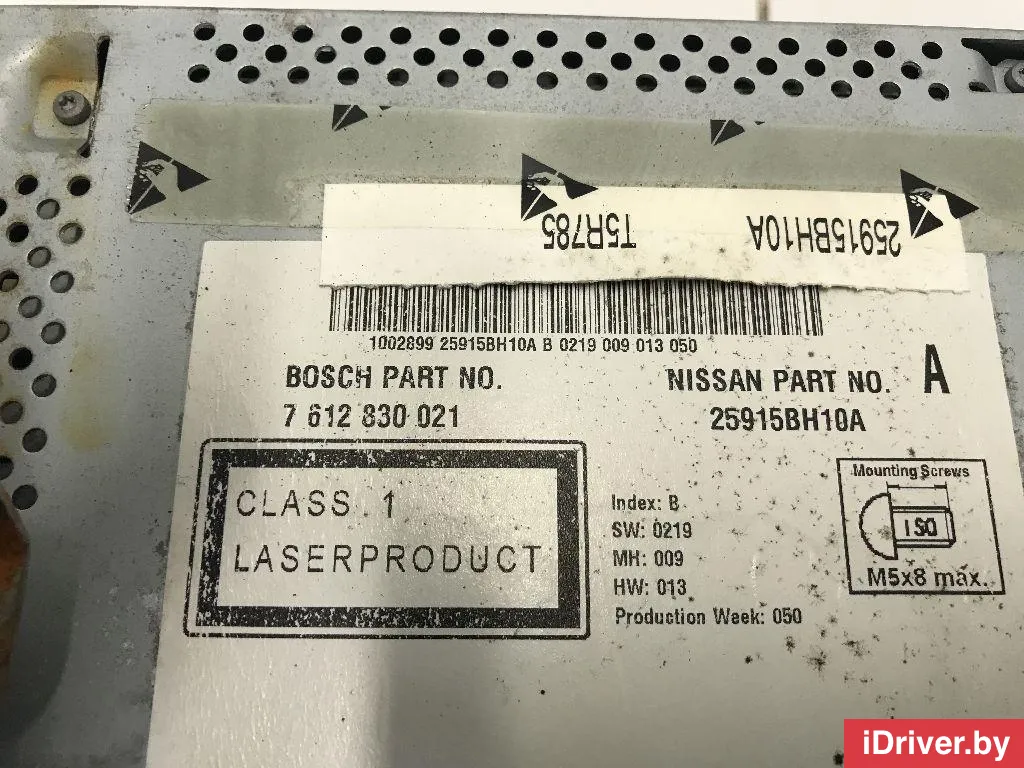 T5R785 25915BH10A
1002899 25915BH10A B 0219 009 013 050
BOSCH PART NO.
7 612 830 021
NISSAN PART NO. A
25915BH10A
CLASS 1
LASERPRODUCT
Index: B
SW: 0219
MH: 009
HW: 013
Production Week: 050
Mounting Screws
ISO
M5x8 max.
iDriver.by